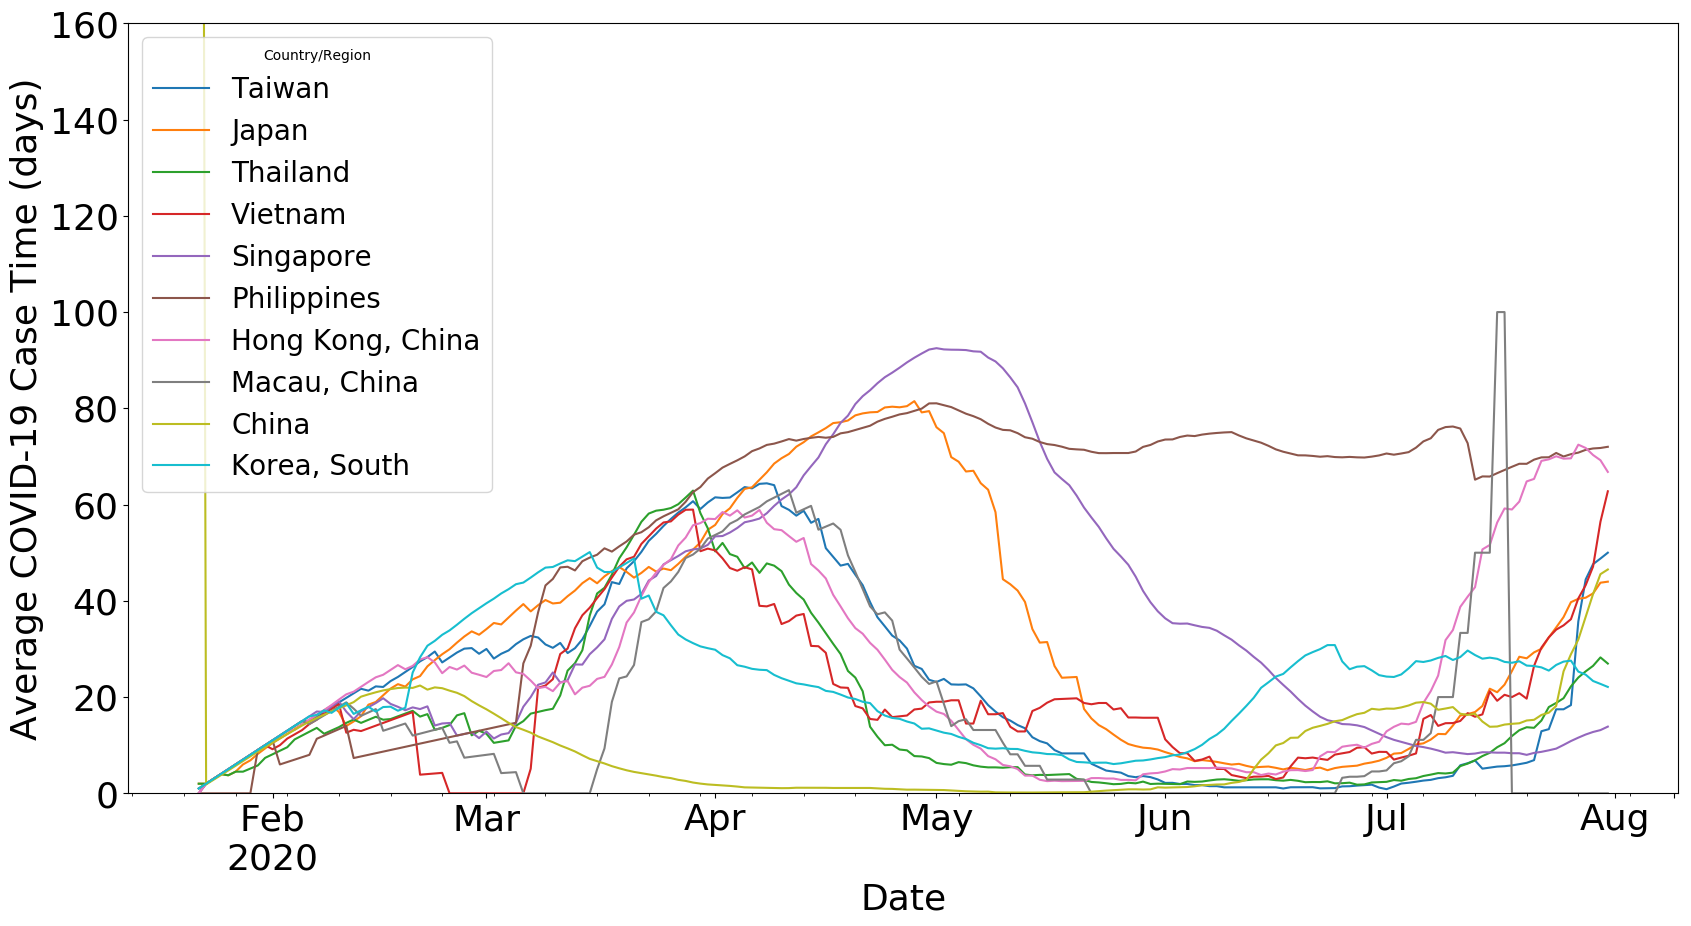 Average COVID-19 Case Time (days)
160
140
120
100
80
60
40
20
0
Country/Region
Taiwan
Japan
Thailand
Vietnam
Singapore
Philippines
Hong Kong, China
Macau, China
China
Korea, South
Feb
2020
Mar
Apr
May
Jun
Jul
Aug
Date